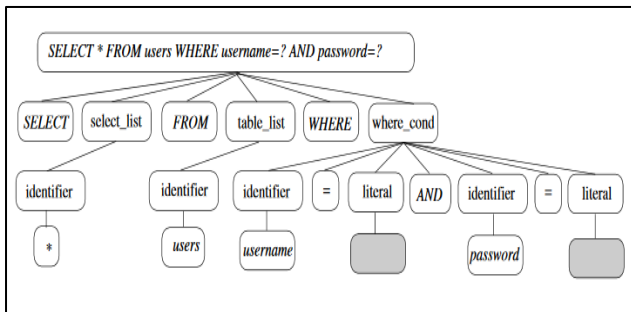 SELECT * FROM users WHERE username=? AND password=?
SELECT select_list FROM table_list WHERE where_cond
identifier identifier identifier = literal AND identifier = literal
* users username password